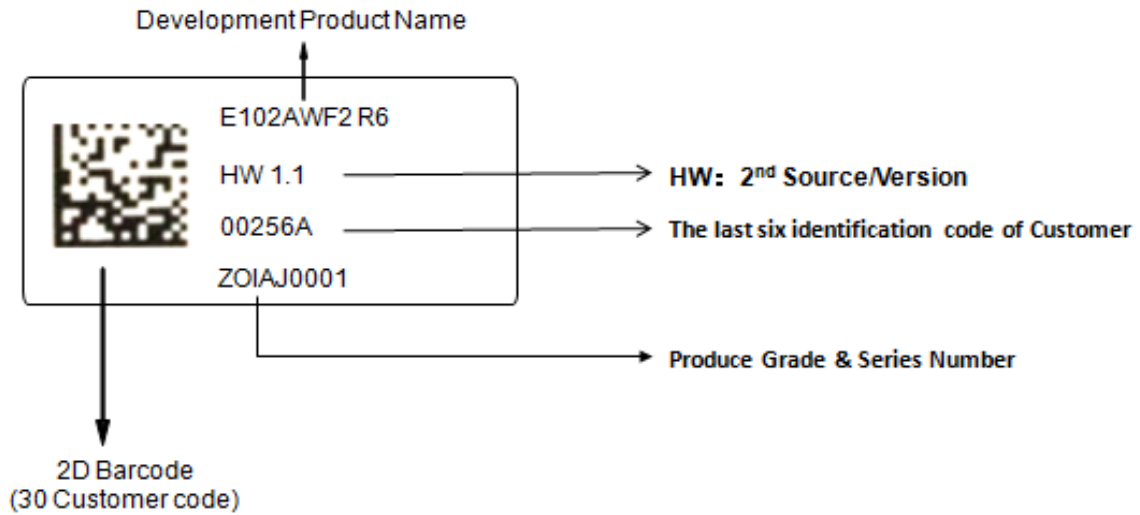 Development Product Name
E102AWF2 R6
HW 1.1
HW：2nd Source/Version
00256A
The last six identification code of Customer
ZOIAJ0001
Produce Grade & Series Number
2D Barcode
(30 Customer code)